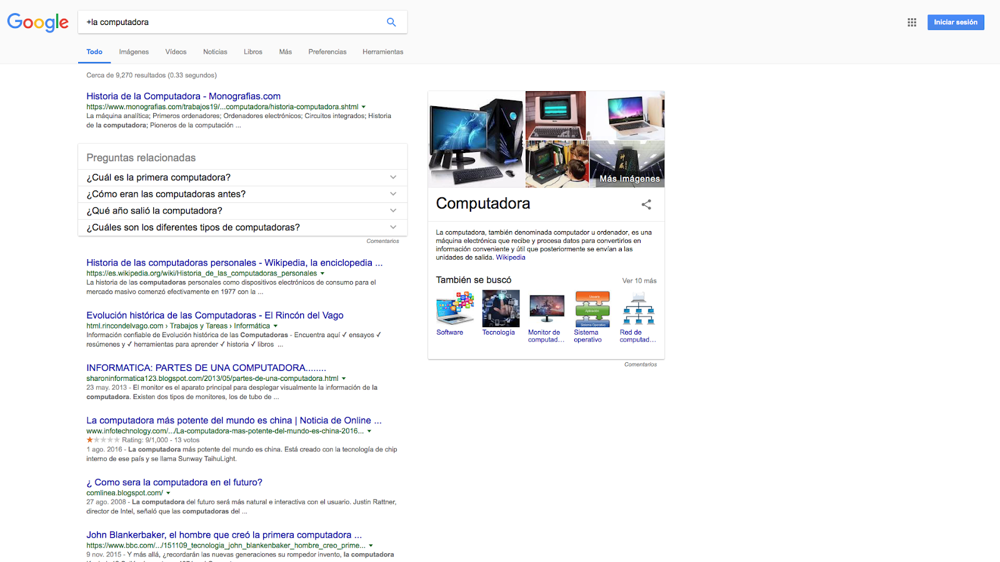 Google
+la computadora
Iniciar sesión
Todo Imágenes Vídeos Noticias Libros Más Preferencias Herramientas
Cerca de 9,270 resultados (0.33 segundos)
Historia de la Computadora - Monografias.com
https://www.monografias.com/trabajos19/...computadora/historia-computadora.shtml
La máquina analítica; Primeros ordenadores; Ordenadores electrónicos; Circuitos integrados; Historia
de la computadora; Pioneros de la computación ...
Preguntas relacionadas
¿Cuál es la primera computadora?
¿Cómo eran las computadoras antes?
¿Qué año salió la computadora?
¿Cuáles son los diferentes tipos de computadoras?
Comentarios
Historia de las computadoras personales - Wikipedia, la enciclopedia ...
https://es.wikipedia.org/wiki/Historia_de_las_computadoras_personales
La historia de las computadoras personales como dispositivos electrónicos de consumo para el
mercado masivo comenzó efectivamente en 1977 con la ...
Evolución histórica de las Computadoras - El Rincón del Vago
html.rincondelvago.com › Trabajos y Tareas › Informática
Información confiable de Evolución histórica de las Computadoras - Encuentra aquí ✓ ensayos ✓
resúmenes y ✓ herramientas para aprender ✓ historia ✓ libros ...
INFORMATICA: PARTES DE UNA COMPUTADORA........
sharoninformatica123.blogspot.com/2013/05/partes-de-una-computadora.html
23 may. 2013 - El monitor es el aparato principal para desplegar visualmente la información de la
computadora. Existen dos tipos de monitores, los de tubo de ...
La computadora más potente del mundo es china | Noticia de Online ...
www.infotechnology.com/.../La-computadora-mas-potente-del-mundo-es-china-2016...
Rating: 9/1,000 - 13 votos
1 ago. 2016 - La computadora más potente del mundo es china. Está creado con la tecnología de chip
interno de ese país y se llama Sunway TaihuLight.
¿ Como sera la computadora en el futuro?
comlinea.blogspot.com/
27 ago. 2008 - La computadora del futuro será más natural e interactiva con el usuario. Justin Rattner,
director de Intel, señaló que las computadoras del ...
John Blankerbaker, el hombre que creó la primera computadora ...
https://www.bbc.com/.../151109_tecnologia_john_blankenbaker_hombre_creo_prime...
9 nov. 2015 - Y más allá, ¿recordarán las nuevas generaciones su rompedor invento, la computadora
神威
Más imágenes
Computadora
La computadora, también denominada computador u ordenador, es una
máquina electrónica que recibe y procesa datos para convertirlos en
información conveniente y útil que posteriormente se envían a las
unidades de salida. Wikipedia
También se buscó
Ver 10 más
Usuario
Aplicación
Sistema Operativo
Software
Tecnología
Monitor de
computad...
Sistema
operativo
Red de
computad...
Comentarios